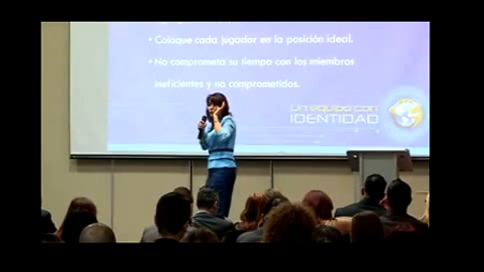 • Coloque cada jugador en la posición ideal.
• No comprometa su tiempo con los miembros
ineficientes y no comprometidos.
Un equipo con
IDENTIDAD